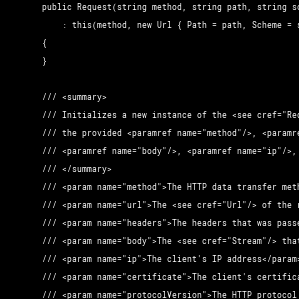 public Request(string method, string path, string
: this(method, new Url { Path = path, Scheme =
{
}
/// <summary>
/// Initializes a new instance of the <see cref="Req
/// the provided <paramref name="method"/>, <paramre
/// <paramref name="body"/>, <paramref name="ip"/>,
/// </summary>
/// <param name="method">The HTTP data transfer meth
/// <param name="url">The <see cref="Url"/> of the
/// <param name="headers">The headers that was passe
/// <param name="body">The <see cref="Stream"/> that
/// <param name="ip">The client's IP address</param>
/// <param name="certificate">The client's certifica
/// <param name="protocolVersion">The HTTP protocol